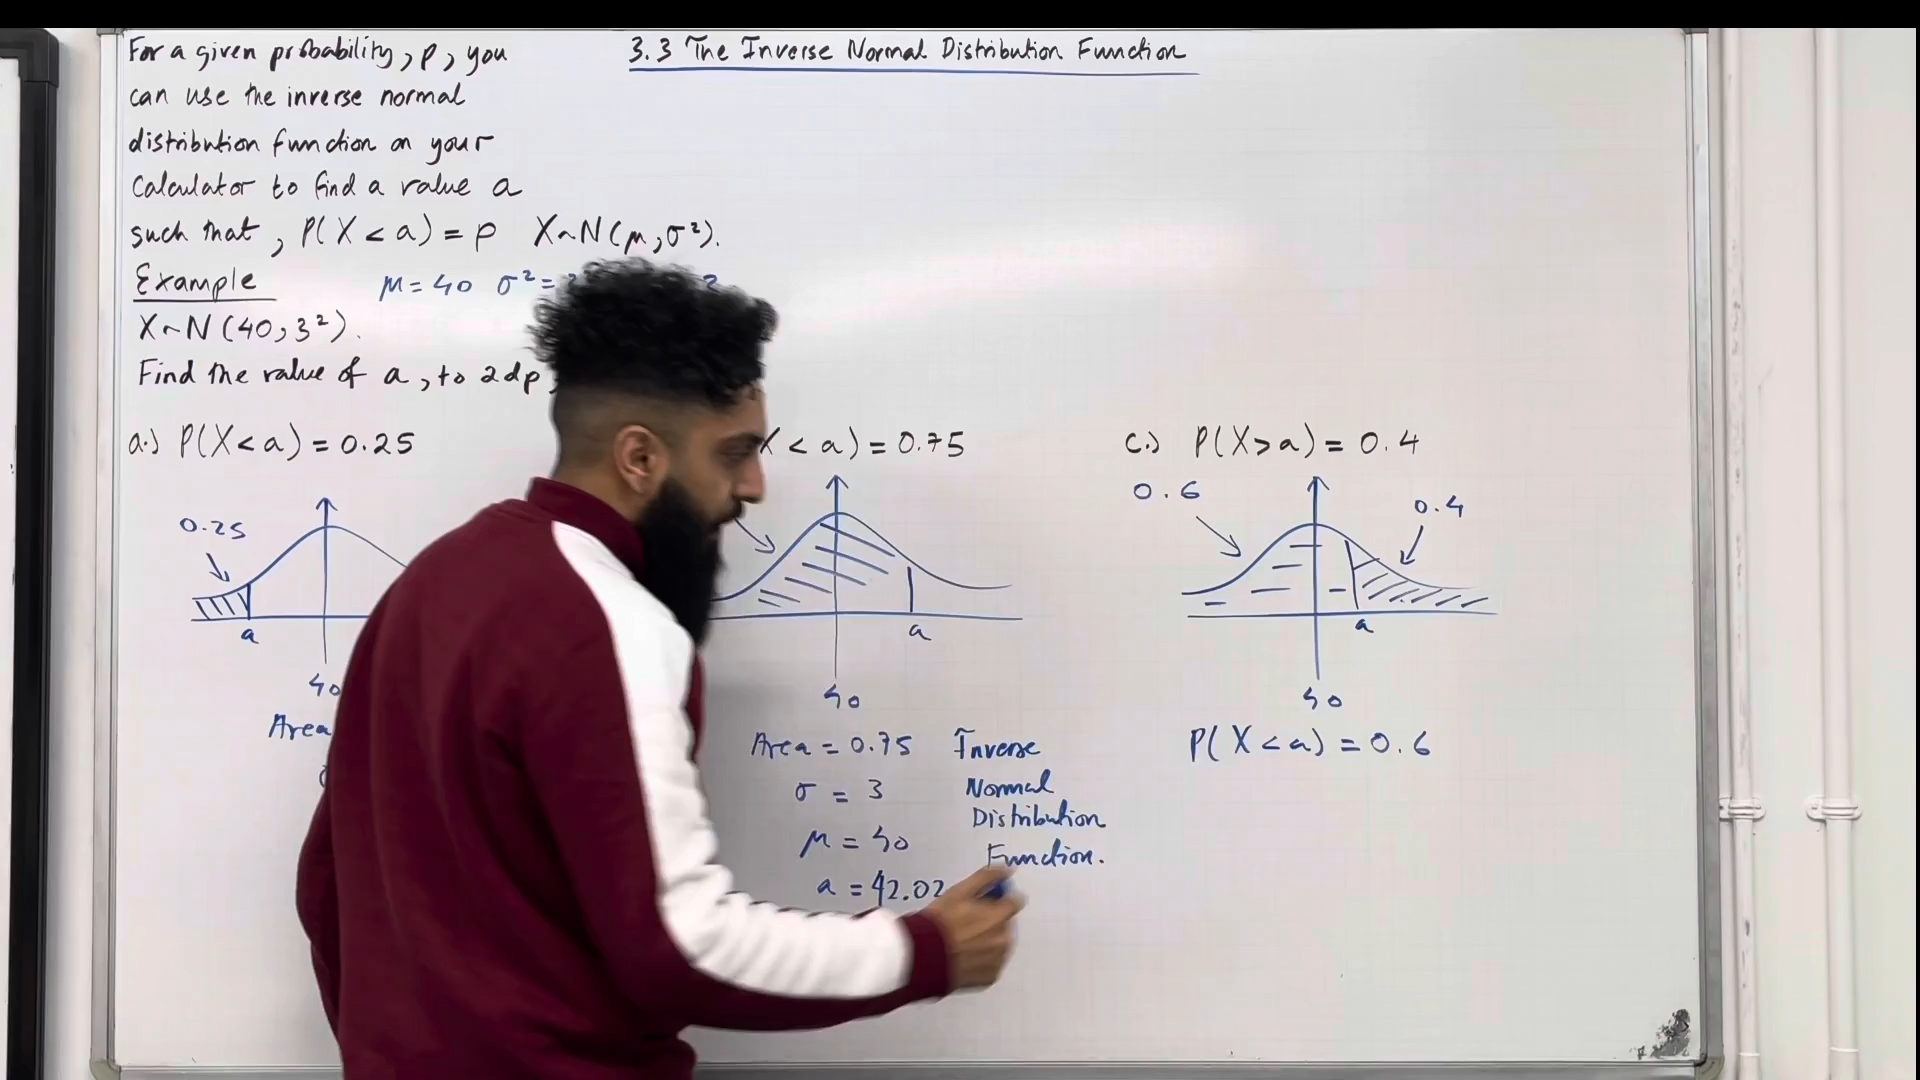 For a given probability, p, you
can use the inverse normal
distribution function on your
calculator to find a value a
such that, P(X < a) = p X~N(μ, σ²).
3.3 The Inverse Normal Distribution Function
Example
μ = 40 σ² =
X~N(40, 3²).
Find the value of a, to 2dp
a.) P(X < a) = 0.25
0.25
a
40
Area
X < a) = 0.75
a
40
Area = 0.75
σ = 3
μ = 40
a = 42.02
Inverse
Normal
Distribution
Function.
c.) P(X > a) = 0.4
0.6
0.4
a
40
P(X < a) = 0.6